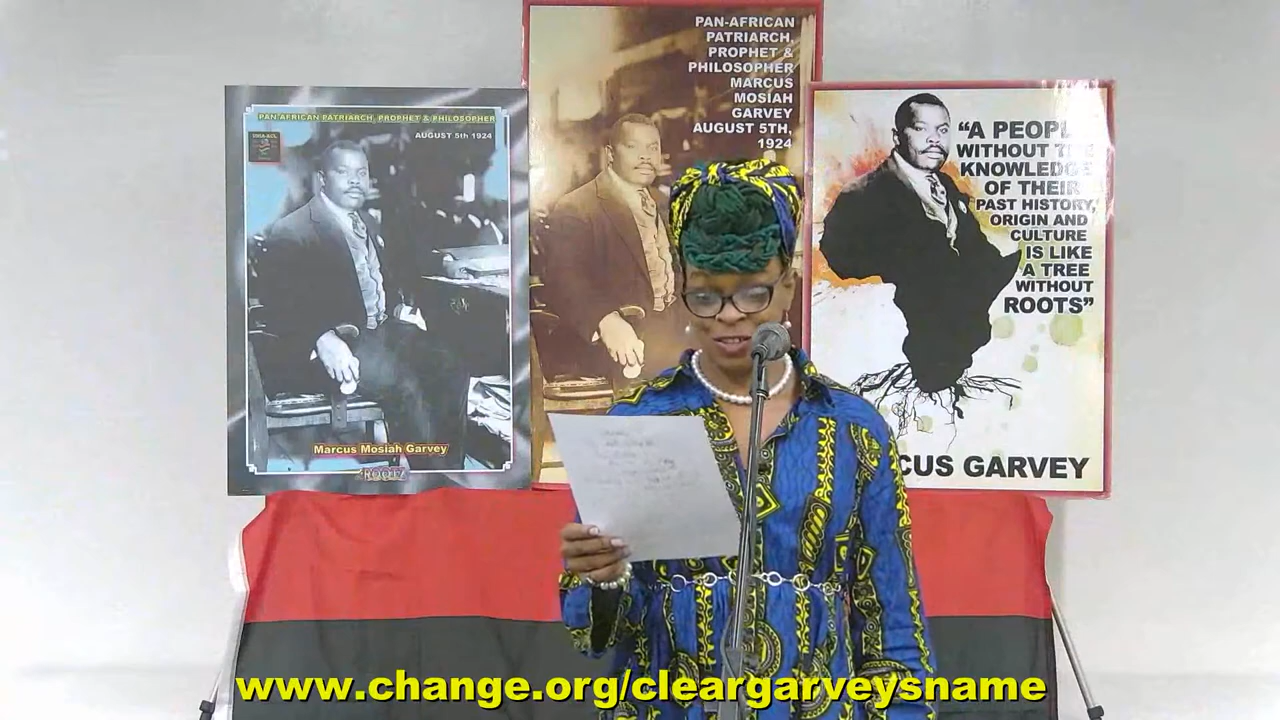 PAN-AFRICAN PATRIARCH, PROPHET & PHILOSOPHER
AUGUST 5th 1924
Marcus Mosiah Garvey
ROOTZ
PAN-AFRICAN
PATRIARCH,
PROPHET &
PHILOSOPHER
MARCUS
MOSIAH
GARVEY
AUGUST 5TH,
1924
“A PEOPLE
WITHOUT THE
KNOWLEDGE
OF THEIR
PAST HISTORY,
ORIGIN AND
CULTURE
IS LIKE
A TREE
WITHOUT
ROOTS”
CUS GARVEY
www.change.org/cleargarveysname